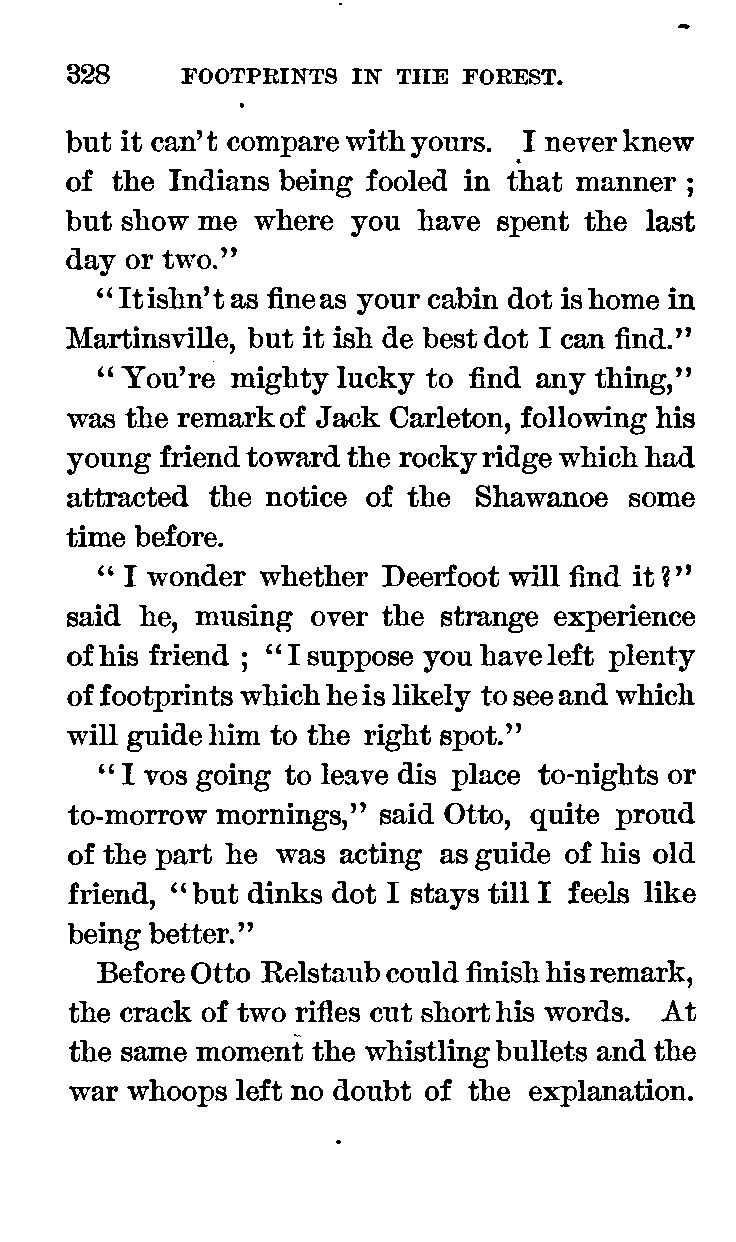 328 FOOTPRINTS IN THE FOREST.
but it can't compare with yours. I never knew
of the Indians being fooled in that manner ;
but show me where you have spent the last
day or two."
"It ishn't as fine as your cabin dot is home in
Martinsville, but it ish de best dot I can find."
"You're mighty lucky to find any thing,"
was the remark of Jack Carleton, following his
young friend toward the rocky ridge which had
attracted the notice of the Shawanoe some
time before.
"I wonder whether Deerfoot will find it?"
said he, musing over the strange experience
of his friend ; "I suppose you have left plenty
of footprints which he is likely to see and which
will guide him to the right spot."
"I vos going to leave dis place to-nights or
to-morrow mornings," said Otto, quite proud
of the part he was acting as guide of his old
friend, "but dinks dot I stays till I feels like
being better."
Before Otto Relstaub could finish his remark,
the crack of two rifles cut short his words. At
the same moment the whistling bullets and the
war whoops left no doubt of the explanation.